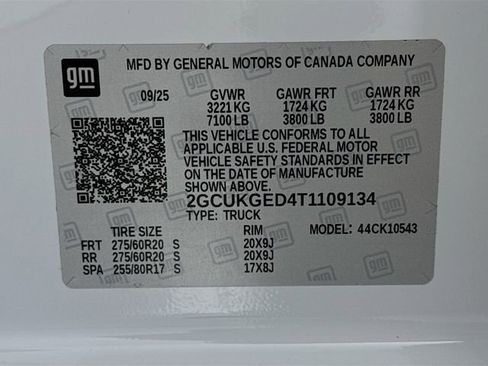 gm
MFD BY GENERAL MOTORS OF CANADA COMPANY
09/25 GVWR GAWR FRT GAWR RR
3221 KG 1724 KG 1724 KG
7100 LB 3800 LB 3800 LB
THIS VEHICLE CONFORMS TO ALL
APPLICABLE U.S. FEDERAL MOTOR
VEHICLE SAFETY STANDARDS IN EFFECT
ON THE DATE OF MANUFACTURE
SHOWN ABOVE.
2GCUKGED4T1109134
TYPE: TRUCK
TIRE SIZE RIM MODEL: 44CK10543
FRT 275/60R20 S 20X9J
RR 275/60R20 S 20X9J
SPA 255/80R17 S 17X8J